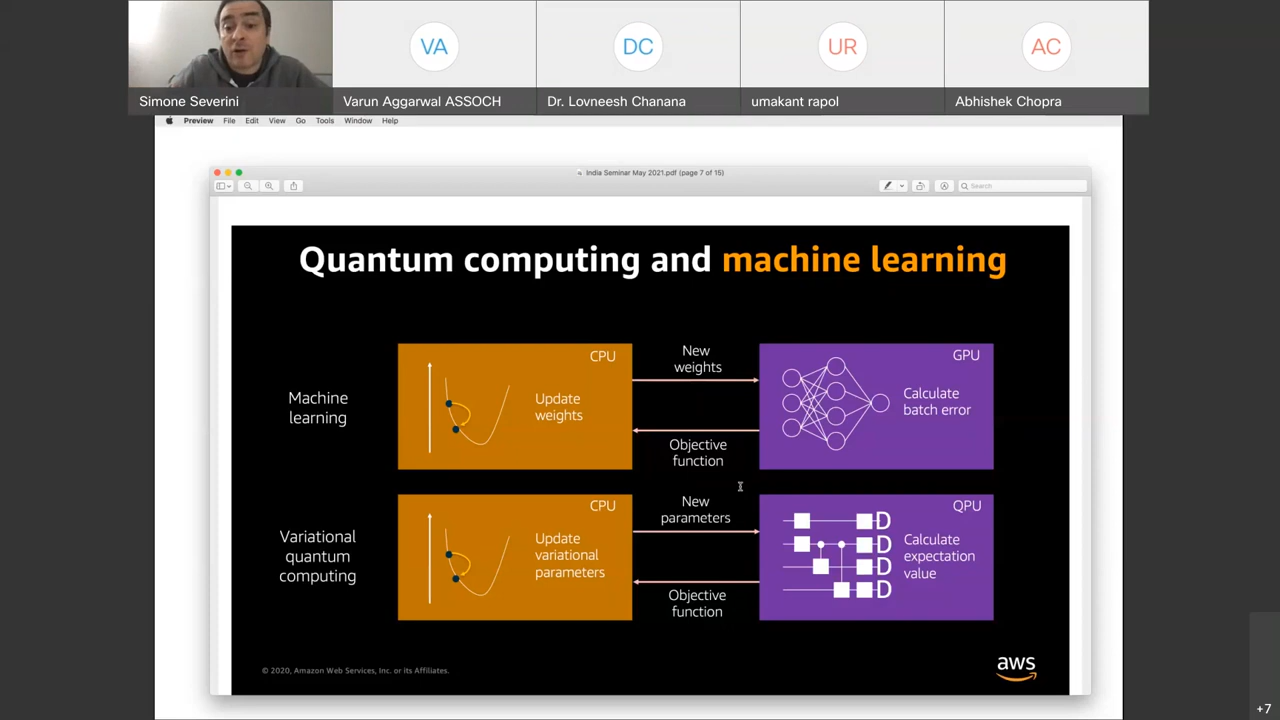 VA
DC
UR
AC
Simone Severini
Varun Aggarwal ASSOCH
Dr. Lovneesh Chanana
umakant rapol
Abhishek Chopra
Preview File Edit View Go Tools Window Help
India Seminar May 2021.pdf (page 7 of 15)
Search
Quantum computing and machine learning
Machine
learning
CPU
Update
weights
New
weights
Objective
function
GPU
Calculate
batch error
Variational
quantum
computing
CPU
Update
variational
parameters
New
parameters
Objective
function
QPU
D
D
D
D
Calculate
expectation
value
© 2020, Amazon Web Services, Inc. or its Affiliates.
aws
+7